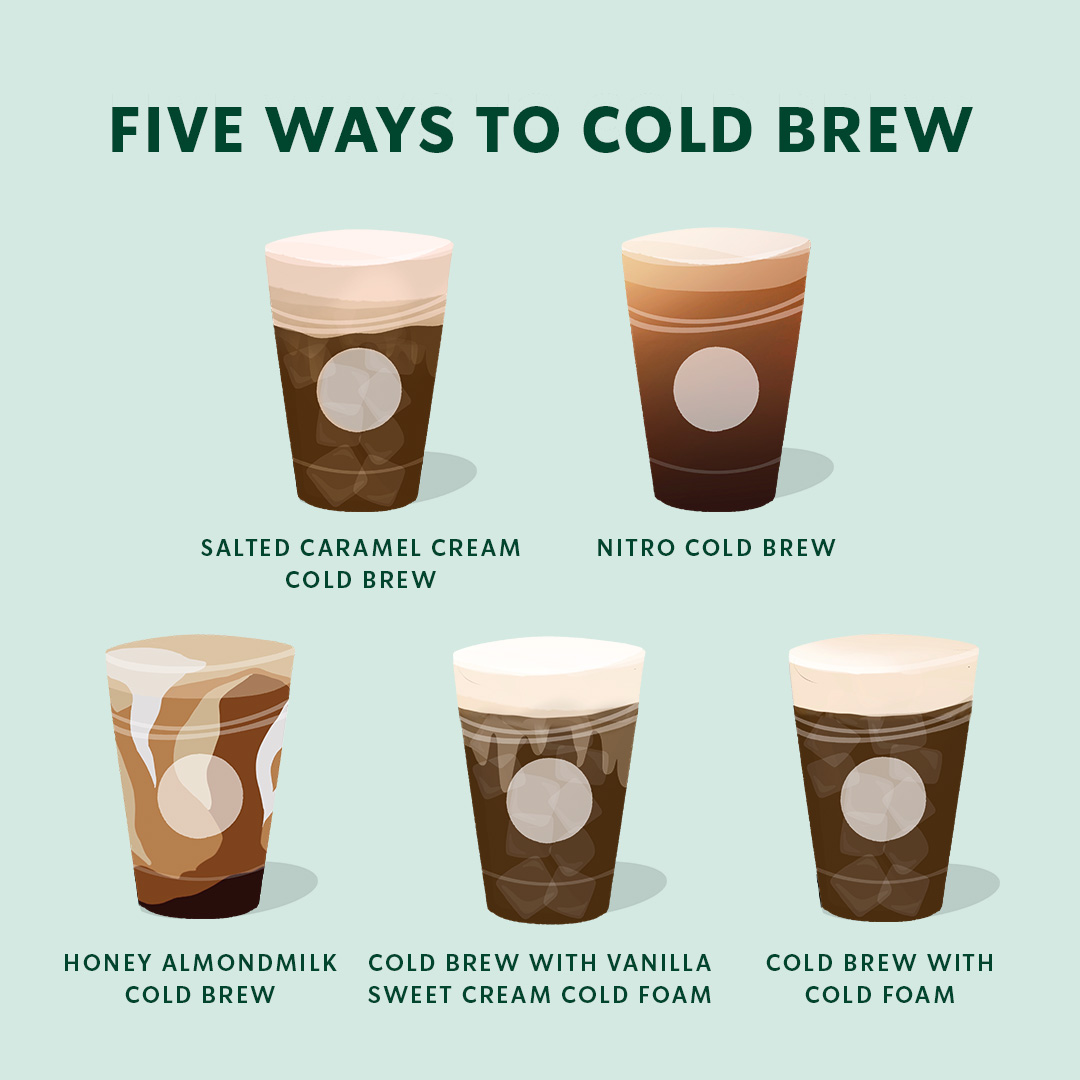 FIVE WAYS TO COLD BREW
SALTED CARAMEL CREAM
COLD BREW
NITRO COLD BREW
HONEY ALMONDMILK
COLD BREW
COLD BREW WITH VANILLA
SWEET CREAM COLD FOAM
COLD BREW WITH
COLD FOAM